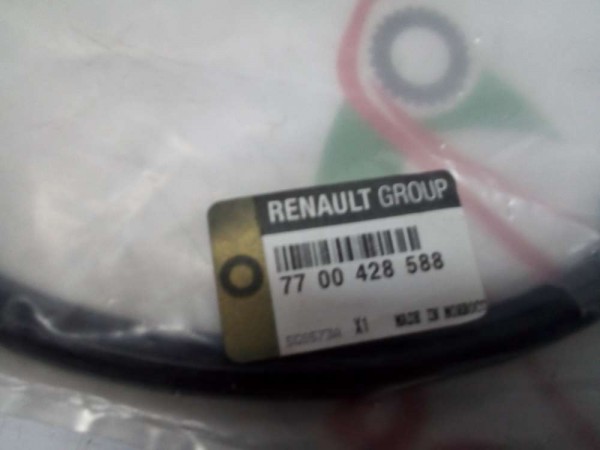 RENAULT GROUP
77 00 428 588
X1 MADE IN MOROCCO